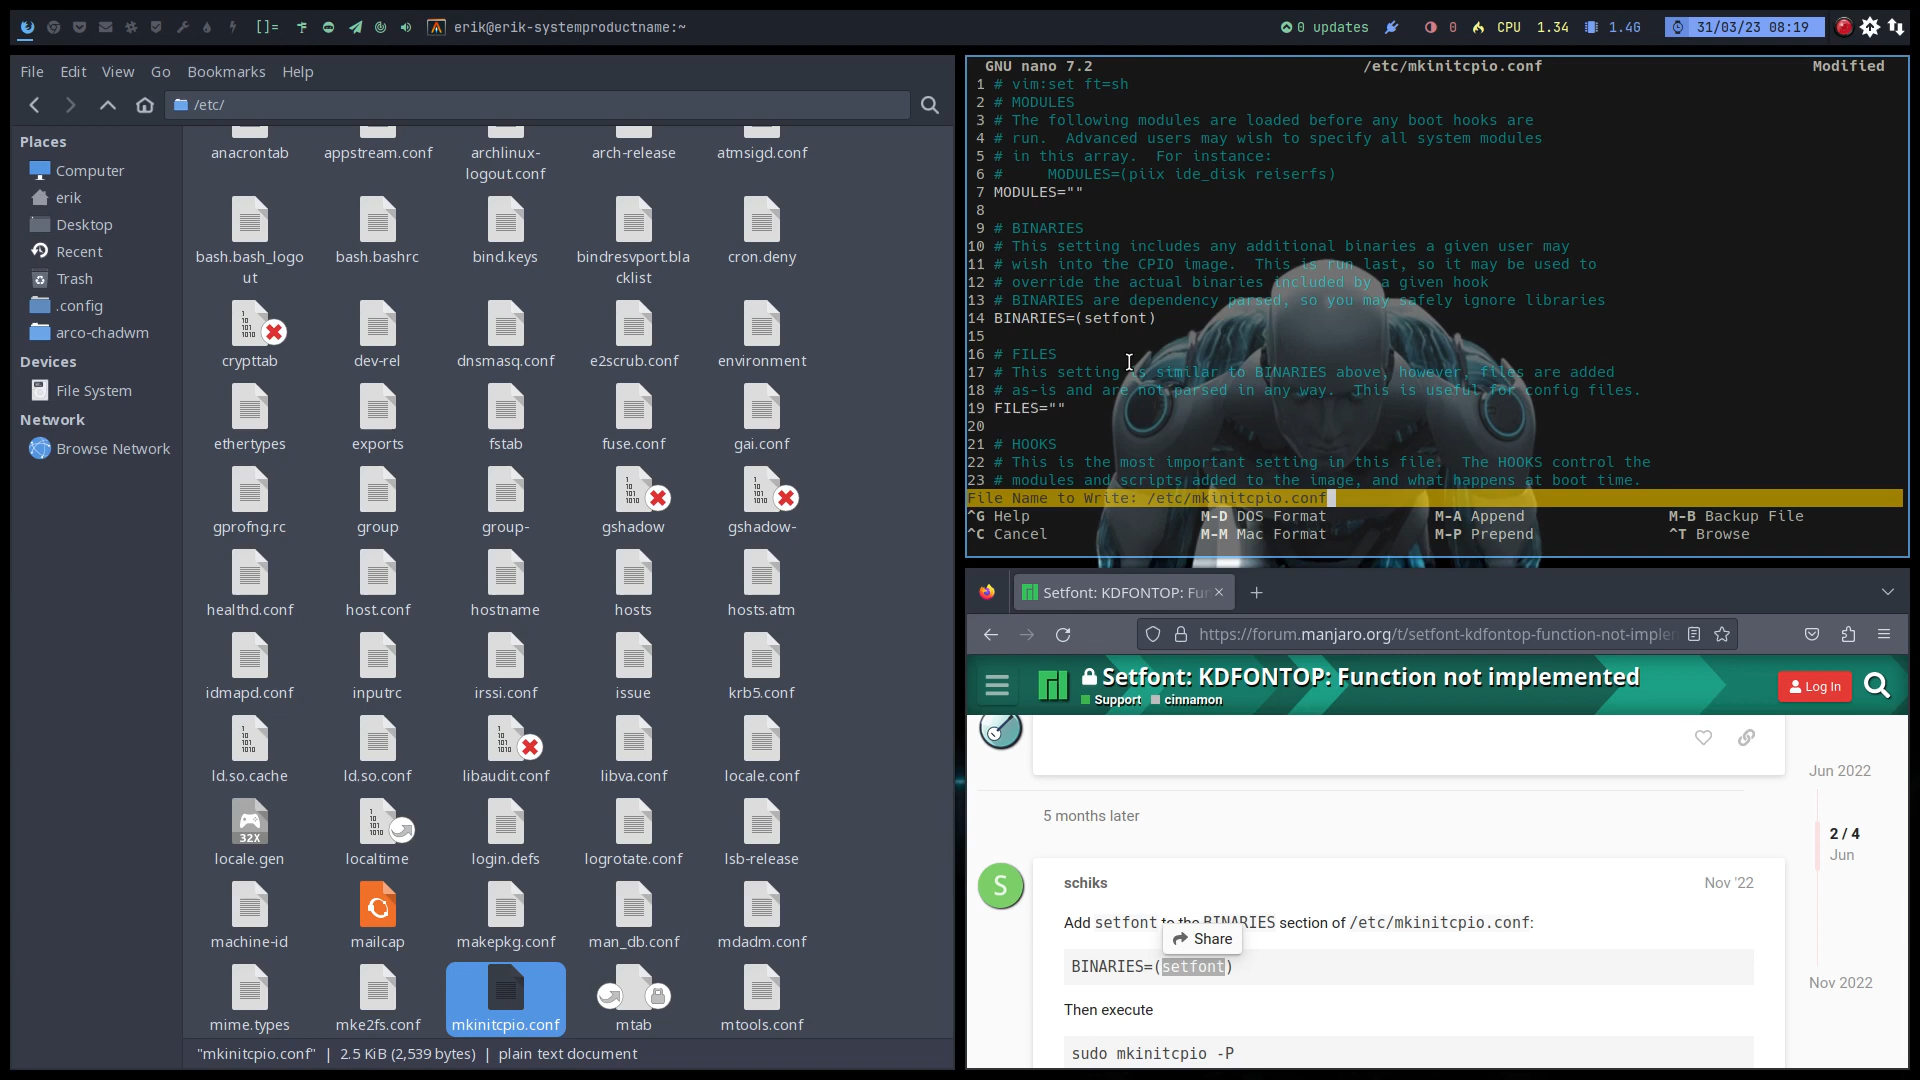 []=
erik@erik-systemproductname:~
0 updates
0
CPU 1.34
1.4G
31/03/23 08:19
File Edit View Go Bookmarks Help
/etc/
Places
Computer
erik
Desktop
Recent
Trash
.config
arco-chadwm
Devices
File System
Network
Browse Network
anacrontab appstream.conf archlinux-logout.conf arch-release atmsigd.conf
bash.bash_logout bash.bashrc bind.keys bindresvport.blacklist cron.deny
crypttab dev-rel dnsmasq.conf e2scrub.conf environment
ethertypes exports fstab fuse.conf gai.conf
gprofng.rc group group- gshadow gshadow-
healthd.conf host.conf hostname hosts hosts.atm
idmapd.conf inputrc irssi.conf issue krb5.conf
ld.so.cache ld.so.conf libaudit.conf libva.conf locale.conf
32X
locale.gen localtime login.defs logrotate.conf lsb-release
machine-id mailcap makepkg.conf man_db.conf mdadm.conf
mime.types mke2fs.conf mkinitcpio.conf mtab mtools.conf
"mkinitcpio.conf" | 2.5 KiB (2,539 bytes) | plain text document
GNU nano 7.2 /etc/mkinitcpio.conf Modified
1 # vim:set ft=sh
2 # MODULES
3 # The following modules are loaded before any boot hooks are
4 # run.  Advanced users may wish to specify all system modules
5 # in this array.  For instance:
6 #     MODULES=(piix ide_disk reiserfs)
7 MODULES=""
8
9 # BINARIES
10 # This setting includes any additional binaries a given user may
11 # wish into the CPIO image.  This is run last, so it may be used to
12 # override the actual binaries included by a given hook
13 # BINARIES are dependency parsed, so you may safely ignore libraries
14 BINARIES=(setfont)
15
16 # FILES
17 # This setting is similar to BINARIES above, however, files are added
18 # as-is and are not parsed in any way.  This is useful for config files.
19 FILES=""
20
21 # HOOKS
22 # This is the most important setting in this file.  The HOOKS control the
23 # modules and scripts added to the image, and what happens at boot time.
File Name to Write: /etc/mkinitcpio.conf
^G Help M-D DOS Format M-A Append M-B Backup File
^C Cancel M-M Mac Format M-P Prepend ^T Browse
Setfont: KDFONTOP: Fu
https://forum.manjaro.org/t/setfont-kdfontop-function-not-implem
Setfont: KDFONTOP: Function not implemented
Support cinnamon
Log In
Jun 2022
5 months later
2 / 4
Jun
S
schiks
Nov '22
Add setfont to the BINARIES section of /etc/mkinitcpio.conf:
Share
BINARIES=(setfont)
Nov 2022
Then execute
sudo mkinitcpio -P